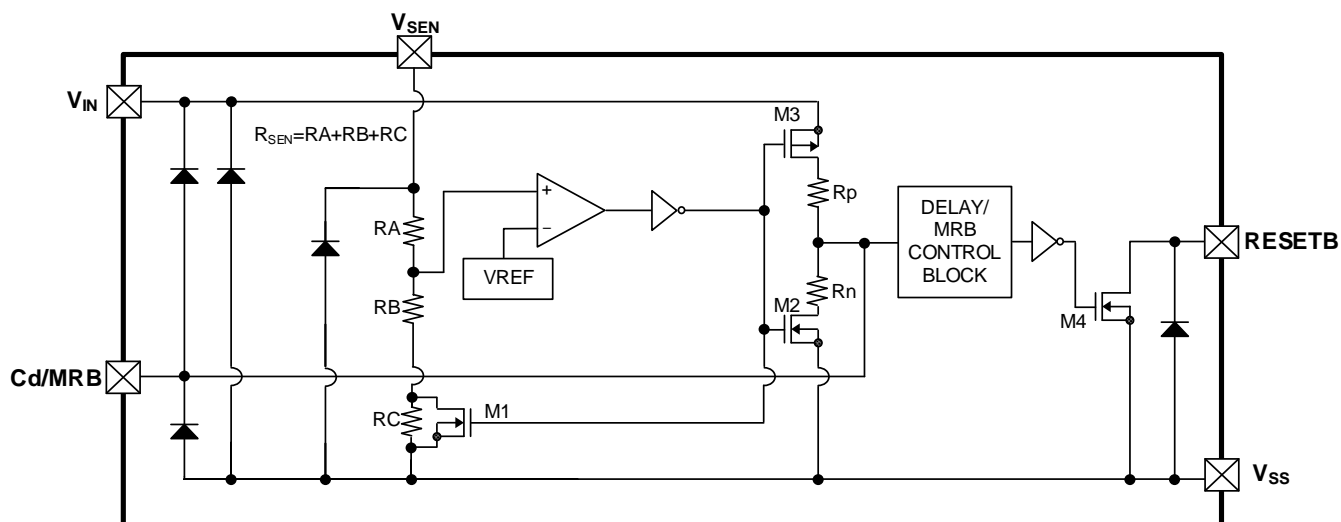 VSEN
VIN
M3
RSEN=RA+RB+RC
Rp
+
RA
−
DELAY/
MRB
CONTROL
BLOCK
RESETB
VREF
Rn
RB
M2
M4
Cd/MRB
RC
M1
VSS